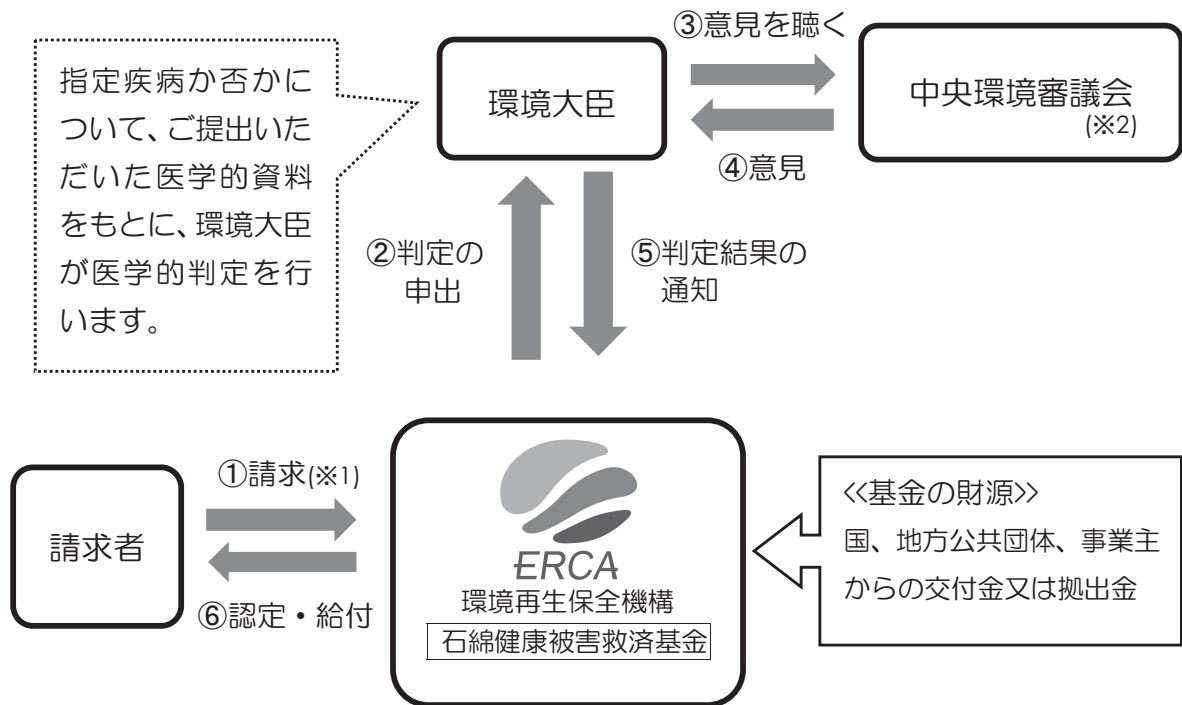 ③意見を聴く
指定疾病か否かに
ついて、ご提出いた
だいた医学的資料
をもとに、環境大臣
が医学的判定を行
います。
環境大臣
中央環境審議会
(※2)
④意見
②判定の
申出
⑤判定結果の
通知
①請求(※1)
請求者
⑥認定・給付
ERCA
環境再生保全機構
石綿健康被害救済基金
≪基金の財源≫
国、地方公共団体、事業主
からの交付金又は拠出金